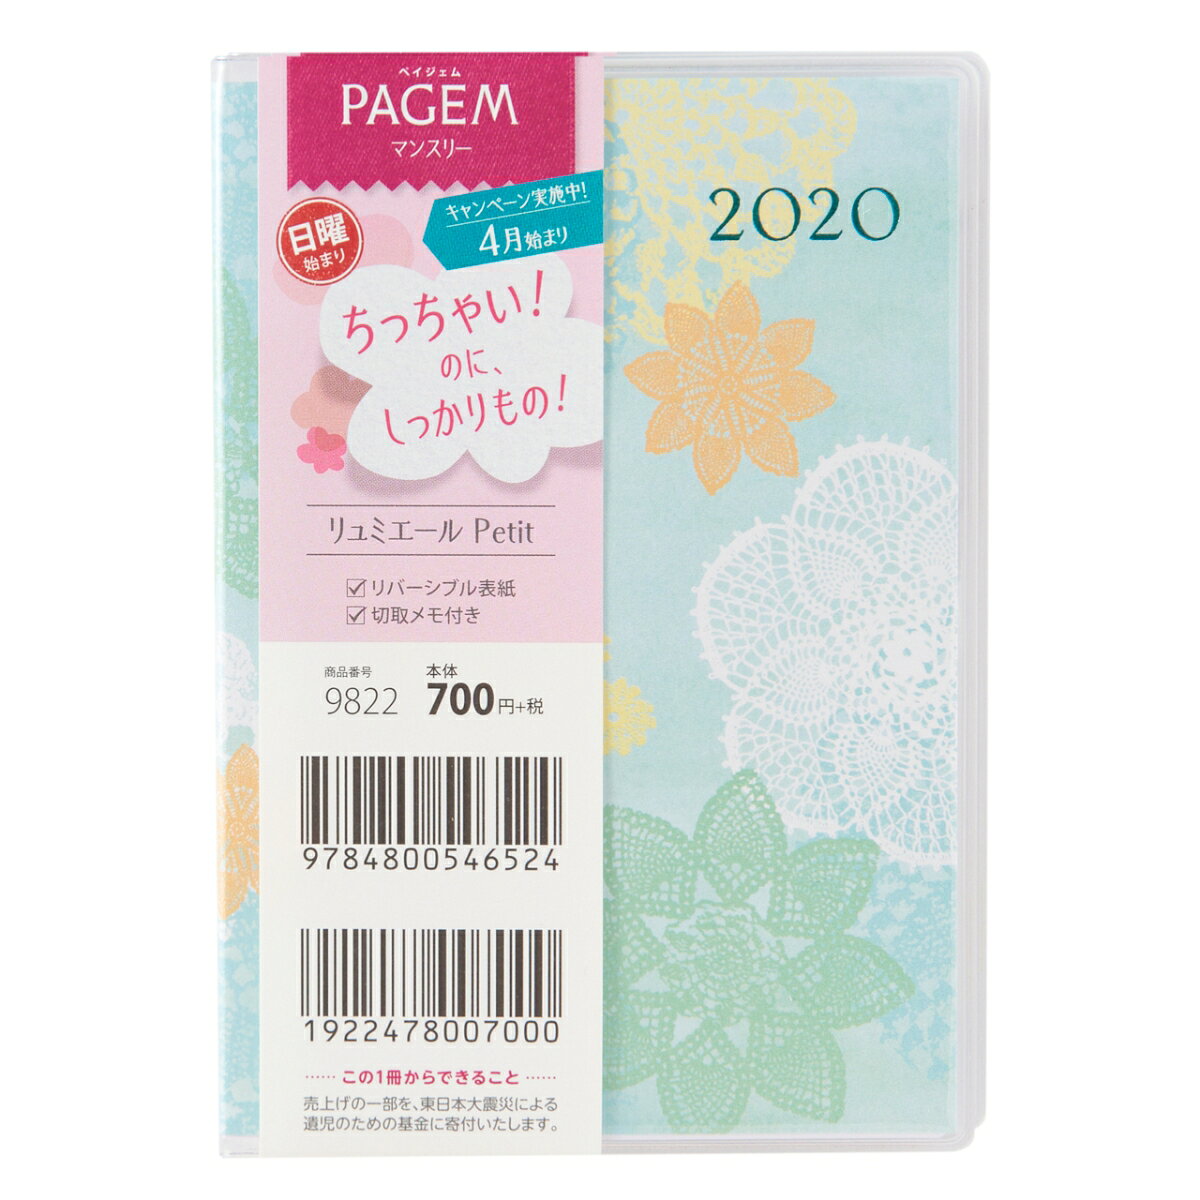 ペイジェム
PAGEM
マンスリー
日曜
始まり
キャンペーン実施中!
4月始まり
ちっちゃい!
のに、
しっかりもの!
リュミエール Petit
リバーシブル表紙
切取メモ付き
商品番号
9822
本体
700円+税
9784800546524
1922478007000
…… この1冊からできること ……
売上げの一部を、東日本大震災による
遺児のための基金に寄付いたします。
2020